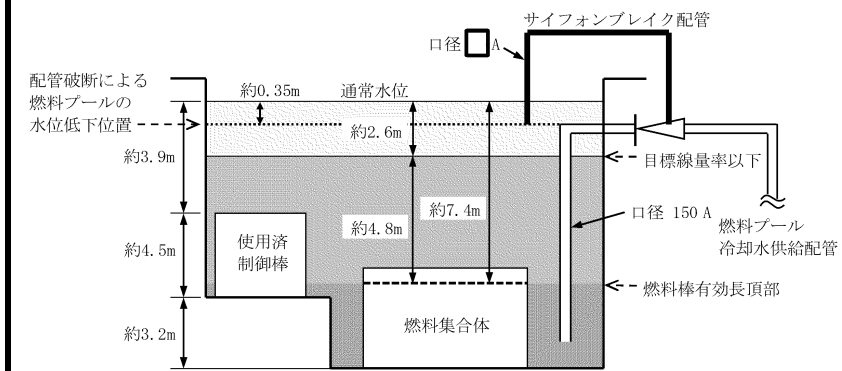 サイフォンブレイク配管
口径 A
配管破断による
燃料プールの
水位低下位置
約0.35m
通常水位
約2.6m
約3.9m
目標線量率以下
約7.4m
約4.8m
口径 150 A
燃料プール
冷却水供給配管
使用済
制御棒
約4.5m
燃料棒有効長頂部
燃料集合体
約3.2m